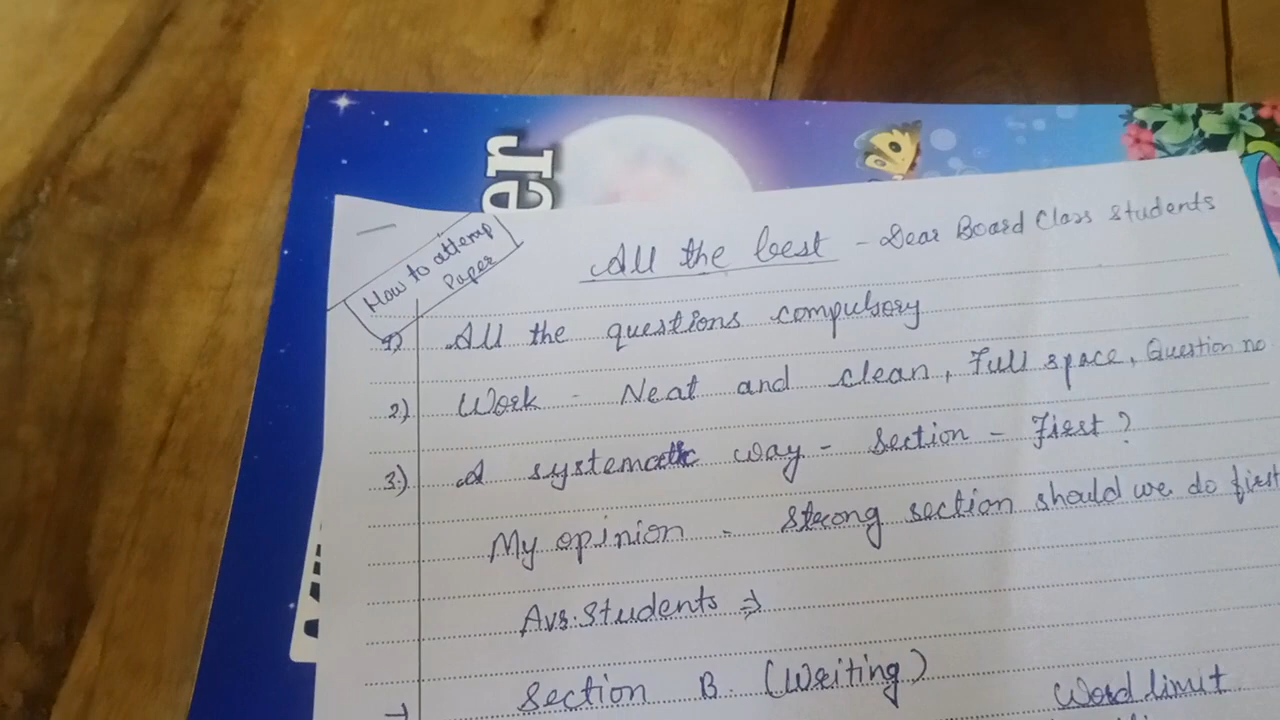 er
How to attemp
Paper
All the best - Dear Board Class students
1) All the questions compulsory
2.) Work - Neat and clean, Full space, Question no
3.) A systematic way - Section - First?
My opinion - Strong section should we do first
Avg. Students ⇒
Section B (Writing)
Word limit